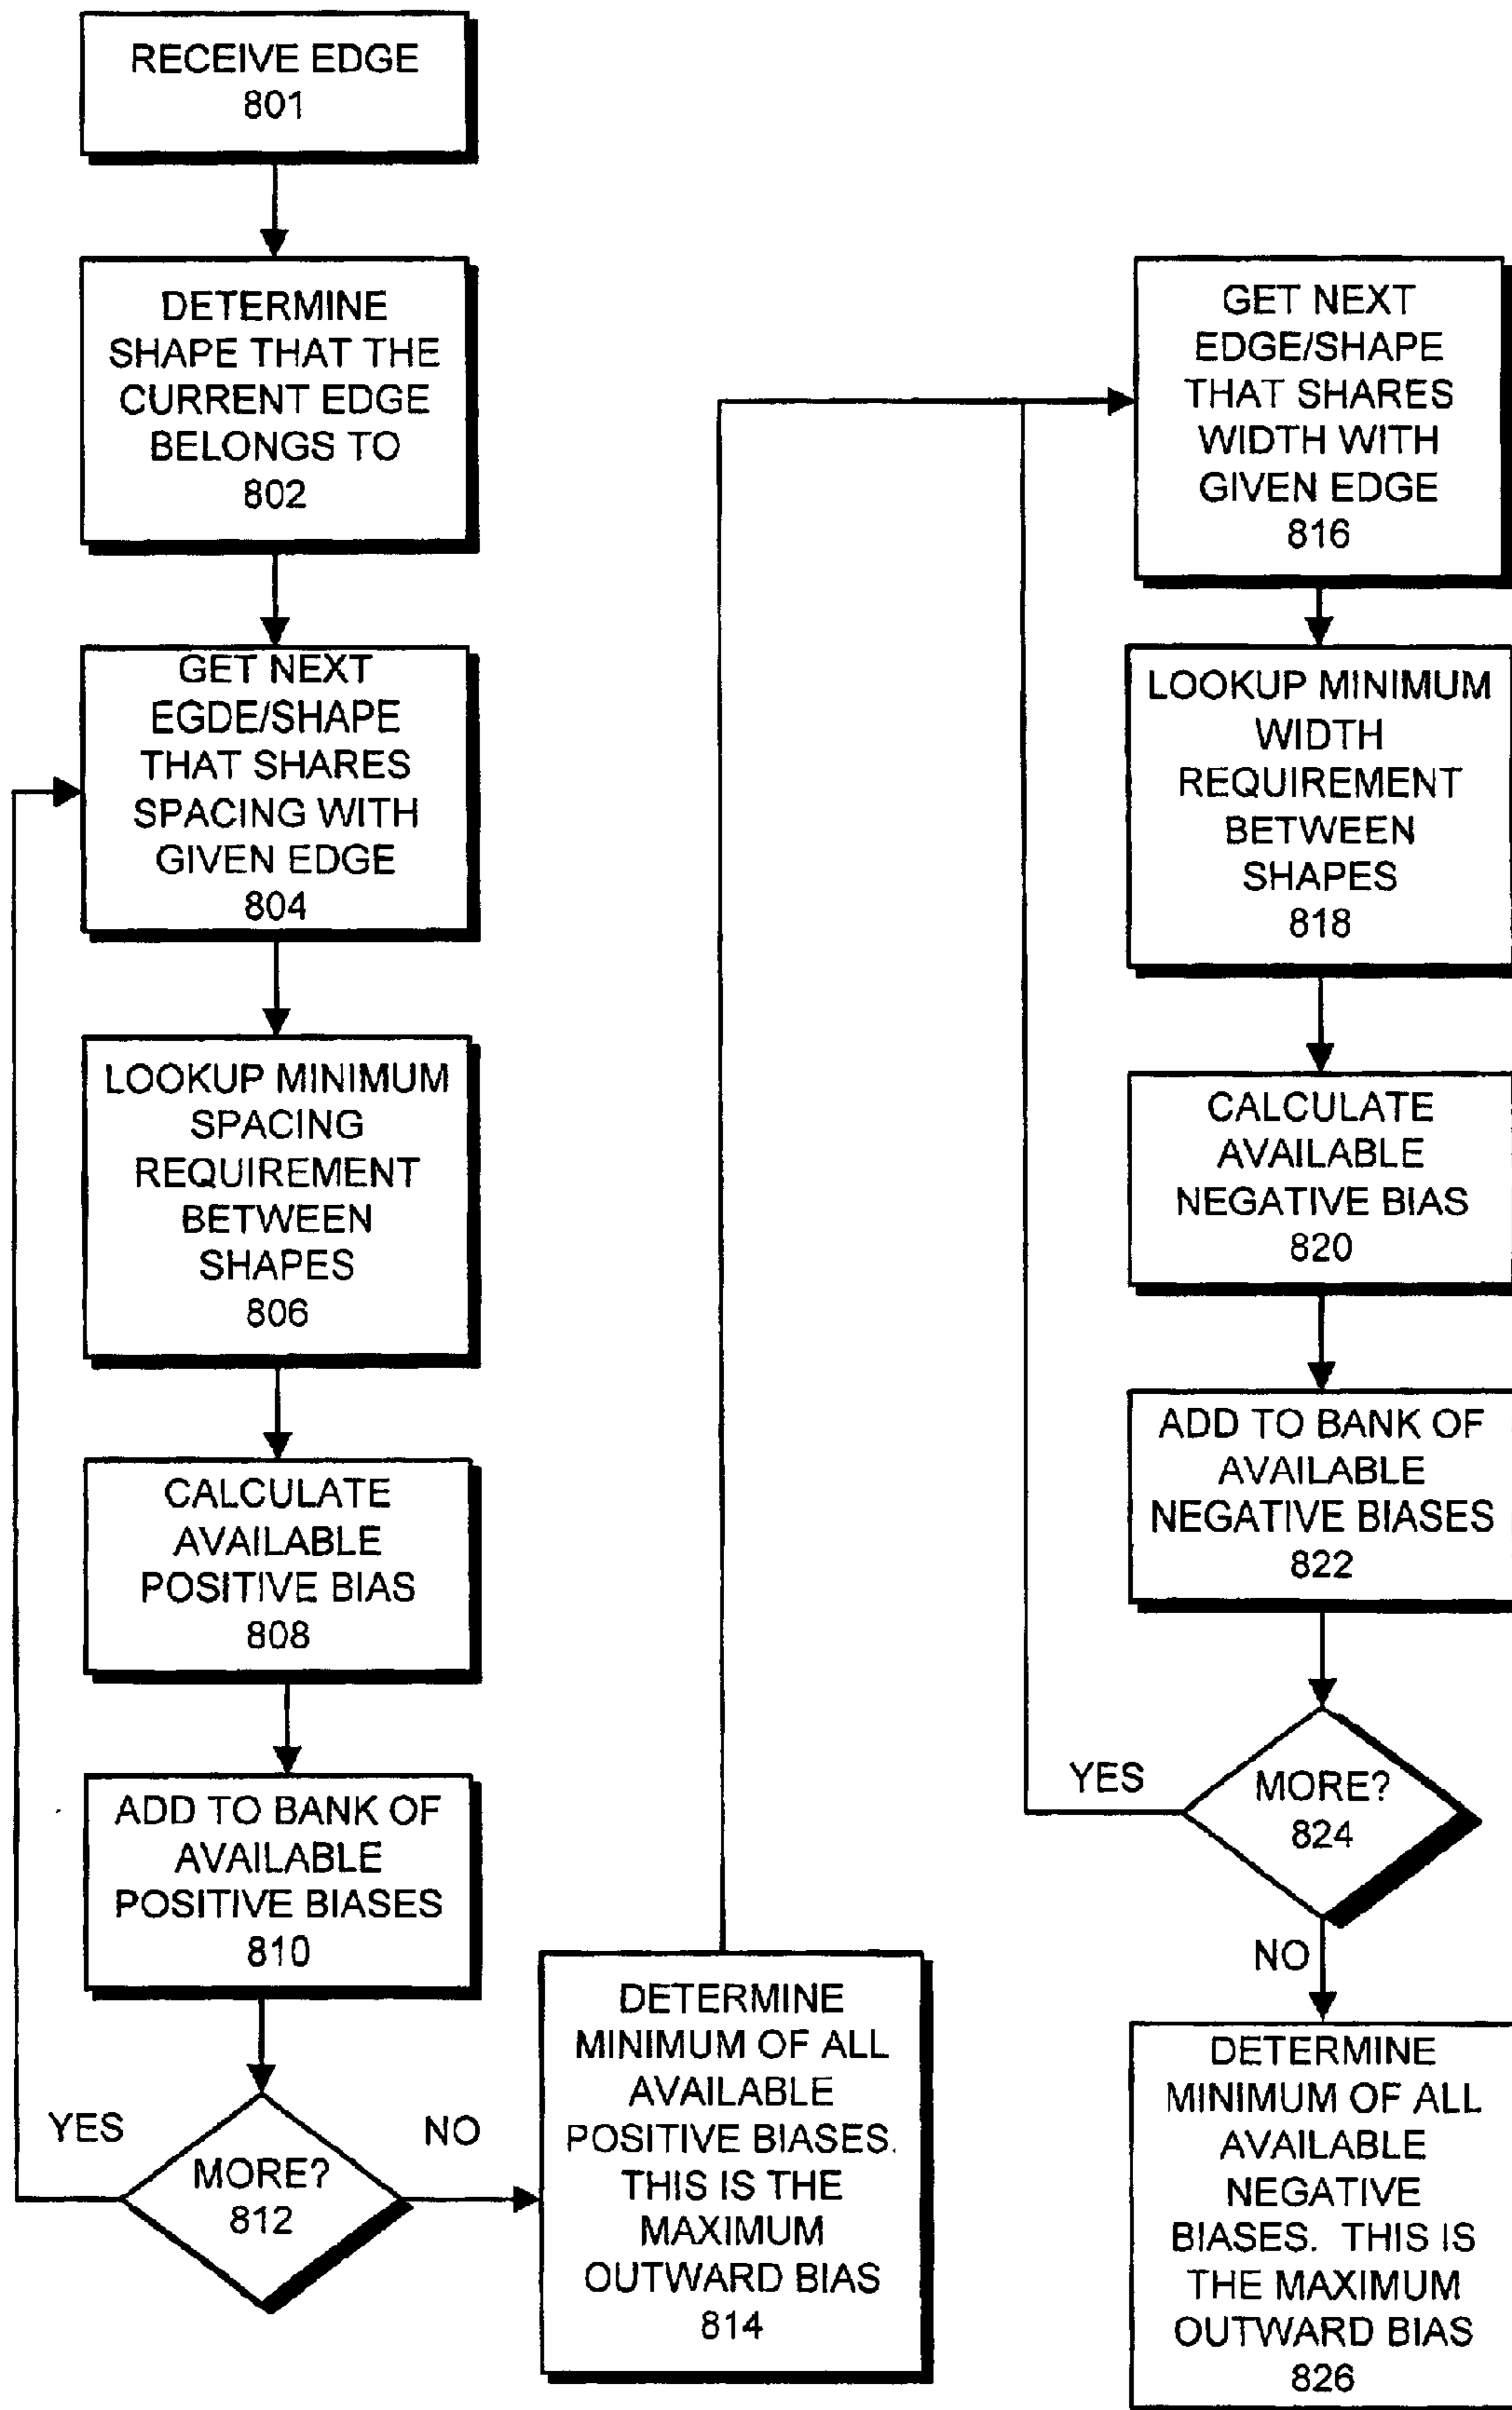 RECEIVE EDGE
801
DETERMINE
SHAPE THAT THE
CURRENT EDGE
BELONGS TO
802
GET NEXT
EGDE/SHAPE
THAT SHARES
SPACING WITH
GIVEN EDGE
804
LOOKUP MINIMUM
SPACING
REQUIREMENT
BETWEEN
SHAPES
806
CALCULATE
AVAILABLE
POSITIVE BIAS
808
ADD TO BANK OF
AVAILABLE
POSITIVE BIASES
810
YES
MORE?
812
NO
DETERMINE
MINIMUM OF ALL
AVAILABLE
POSITIVE BIASES.
THIS IS THE
MAXIMUM
OUTWARD BIAS
814
GET NEXT
EDGE/SHAPE
THAT SHARES
WIDTH WITH
GIVEN EDGE
816
LOOKUP MINIMUM
WIDTH
REQUIREMENT
BETWEEN
SHAPES
818
CALCULATE
AVAILABLE
NEGATIVE BIAS
820
ADD TO BANK OF
AVAILABLE
NEGATIVE BIASES
822
YES
MORE?
824
NO
DETERMINE
MINIMUM OF ALL
AVAILABLE
NEGATIVE
BIASES. THIS IS
THE MAXIMUM
OUTWARD BIAS
826